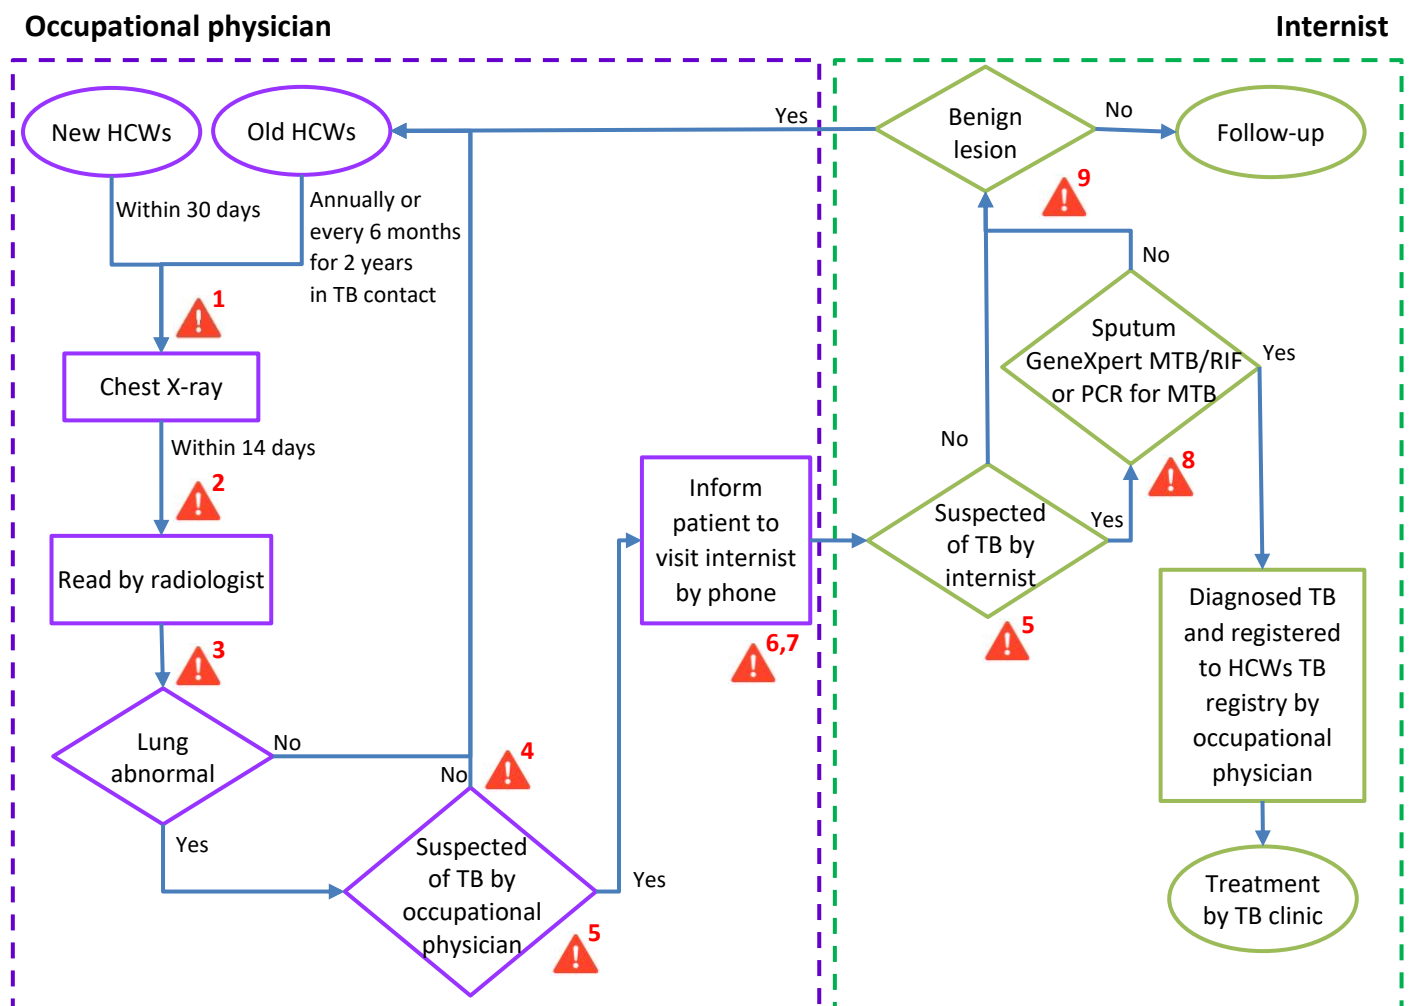 Occupational physician
Internist
New HCWs
Old HCWs
Yes
Benign
lesion
No
Follow-up
Within 30 days
Annually or
every 6 months
for 2 years
in TB contact
9
No
1
Chest X-ray
Sputum
GeneXpert MTB/RIF
or PCR for MTB
Yes
Within 14 days
2
No
8
Read by radiologist
Inform
patient to
visit internist
by phone
6,7
Suspected
of TB by
internist
Yes
5
Diagnosed TB
and registered
to HCWs TB
registry by
occupational
physician
3
Lung
abnormal
No
No
4
Yes
Suspected
of TB by
occupational
physician
Yes
5
Treatment
by TB clinic